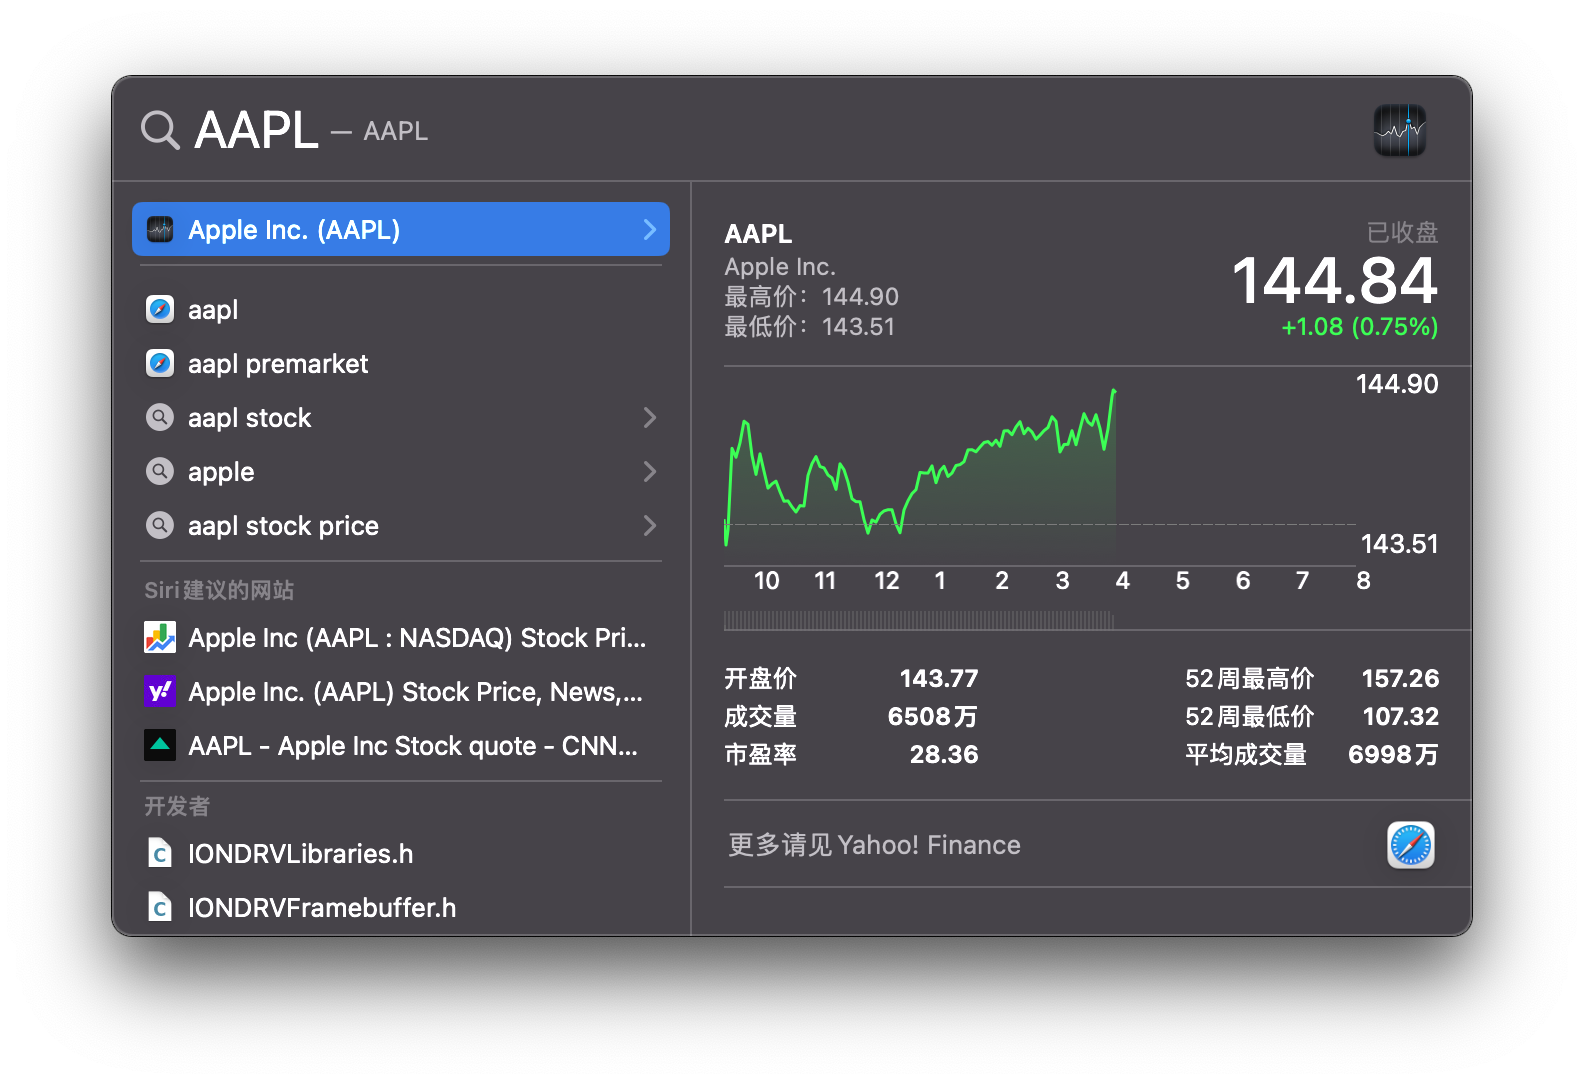 AAPL — AAPL
Apple Inc. (AAPL)
aapl
aapl premarket
aapl stock
apple
aapl stock price
Siri建议的网站
Apple Inc (AAPL : NASDAQ) Stock Pri...
y!
Apple Inc. (AAPL) Stock Price, News,...
AAPL - Apple Inc Stock quote - CNN...
开发者
C
IONDRVLibraries.h
C
IONDRVFramebuffer.h
AAPL
已收盘
Apple Inc.
144.84
最高价：144.90
最低价：143.51
+1.08 (0.75%)
144.90
143.51
10 11 12 1 2 3 4 5 6 7 8
开盘价 143.77 52周最高价 157.26
成交量 6508万 52周最低价 107.32
市盈率 28.36 平均成交量 6998万
更多请见 Yahoo! Finance